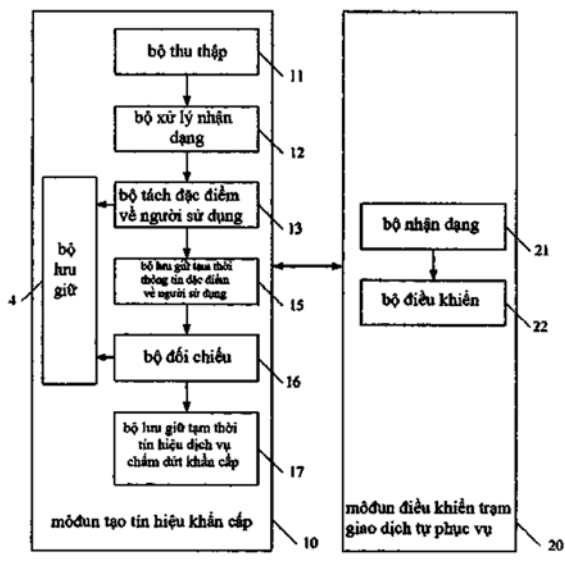 bộ thu thập
11
bộ xử lý nhận
dạng
12
bộ tách đặc điểm
về người sử dụng
13
bộ
lưu
giữ
4
bộ lưu giữ tạm thời
thông tin đặc điểm
về người sử dụng
15
bộ đối chiếu
16
bộ lưu giữ tạm thời
tín hiệu dịch vụ
chấm dứt khẩn cấp
17
môđun tạo tín hiệu khẩn cấp
10
bộ nhận dạng
21
bộ điều khiển
22
môđun điều khiển trạm
giao dịch tự phục vụ
20